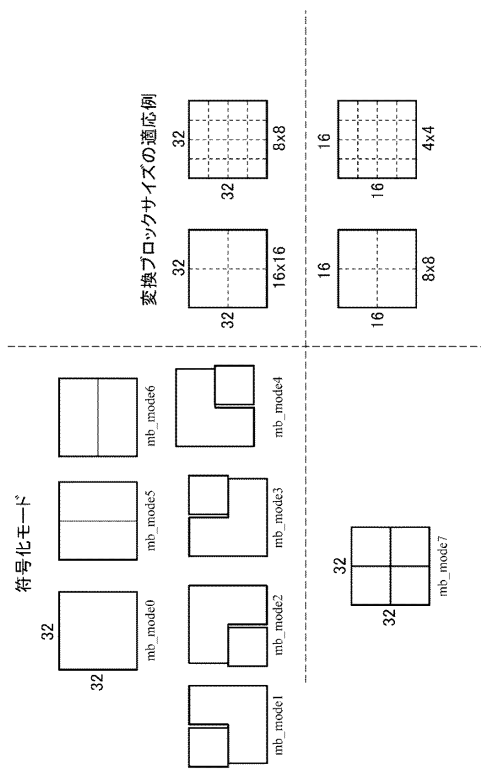 符号化モード
32
32
mb_mode0
mb_mode5
mb_mode6
mb_mode1
mb_mode2
mb_mode3
mb_mode4
32
32
mb_mode7
変換ブロックサイズの適応例
32
32
16x16
32
32
8x8
16
16
8x8
16
16
4x4